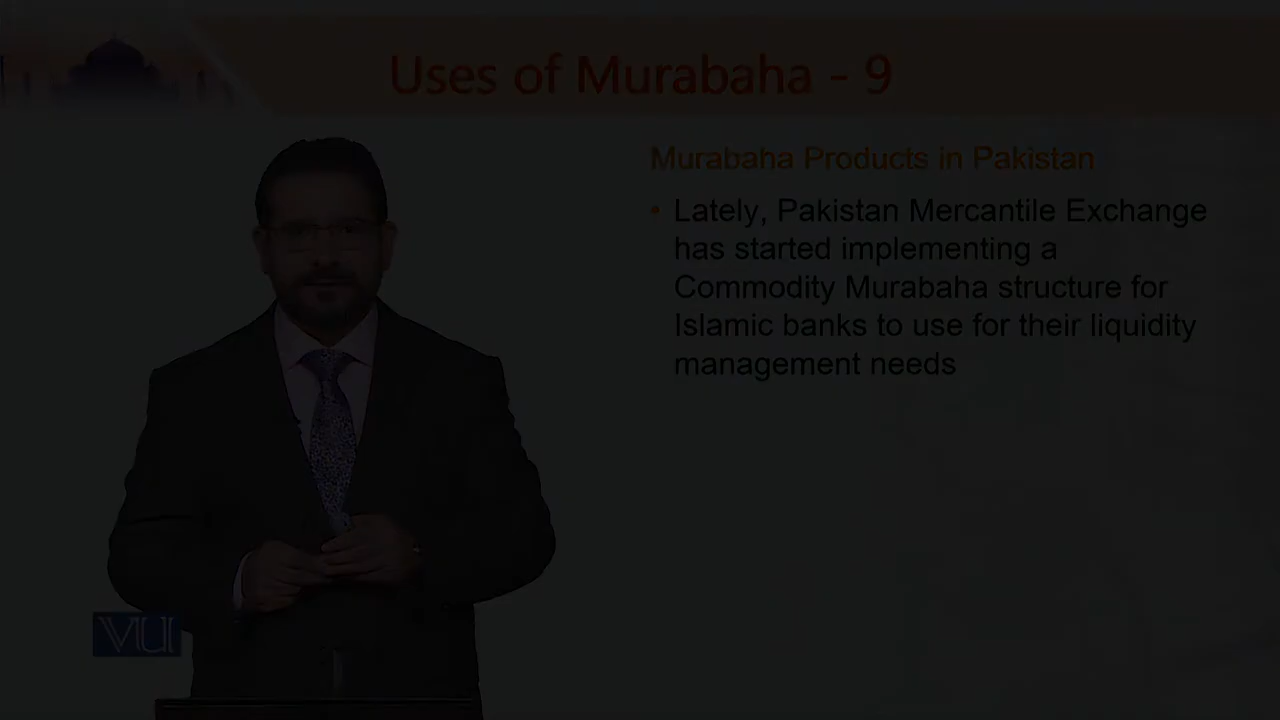 Uses of Murabaha - 9
Murabaha Products in Pakistan
• Lately, Pakistan Mercantile Exchange
has started implementing a
Commodity Murabaha structure for
Islamic banks to use for their liquidity
management needs
VU